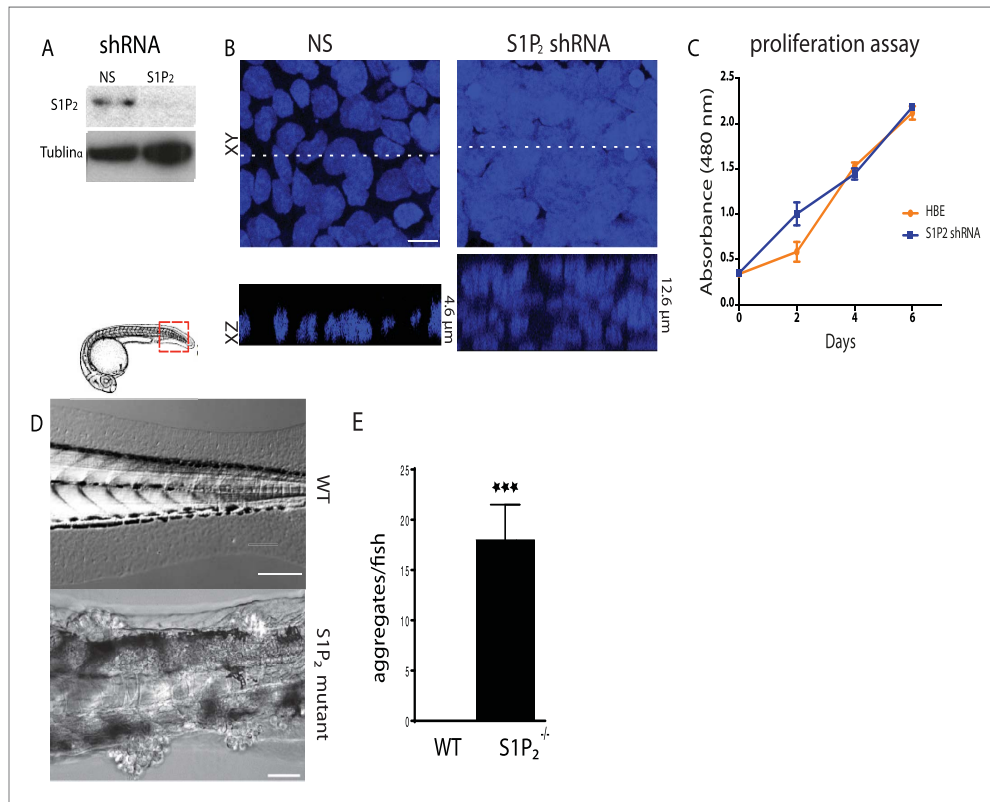 A shRNA
NS S1P2
S1P2
Tublinα
B NS S1P2 shRNA
XY
ZX
4.6 µm
12.6 µm
C proliferation assay
Absorbance (480 nm)
2.5
2.0
1.5
1.0
0.5
0.0
0 2 4 6
Days
HBE
S1P2 shRNA
D
WT
S1P2 mutant
E
aggregates/fish
25
20
15
10
5
0
WT S1P2-/-